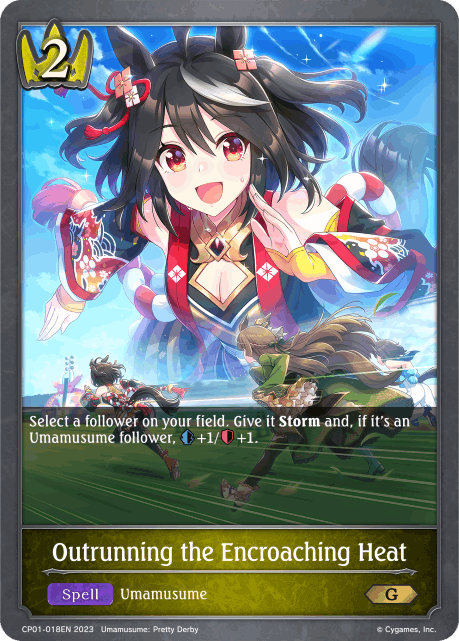 2
Select a follower on your field. Give it Storm and, if it's an
Umamusume follower, +1/+1.
Outrunning the Encroaching Heat
Spell Umamusume G
CP01-018EN 2023 Umamusume: Pretty Derby © Cygames, Inc.